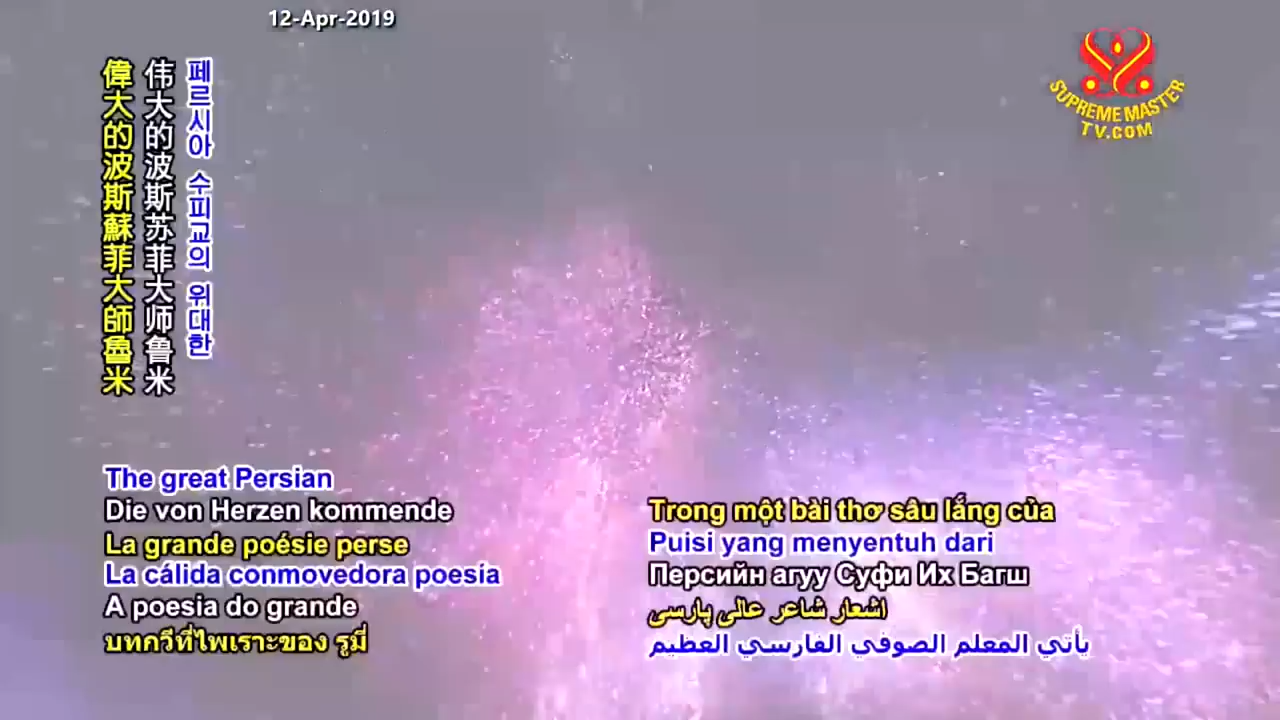 12-Apr-2019
SUPREME MASTER
TV.COM
偉大的波斯蘇菲大師魯米
伟大的波斯苏菲大师鲁米
페르시아 수피교의 위대한
The great Persian
Die von Herzen kommende
La grande poésie perse
La cálida conmovedora poesía
A poesia do grande
บทกวีที่ไพเราะของ รูมี่
Trong một bài thơ sâu lắng của
Puisi yang menyentuh dari
Персийн агуу Суфи Их Багш
اشعار شاعر عالی پارسی
يأتي المعلم الصوفي الفارسي العظيم